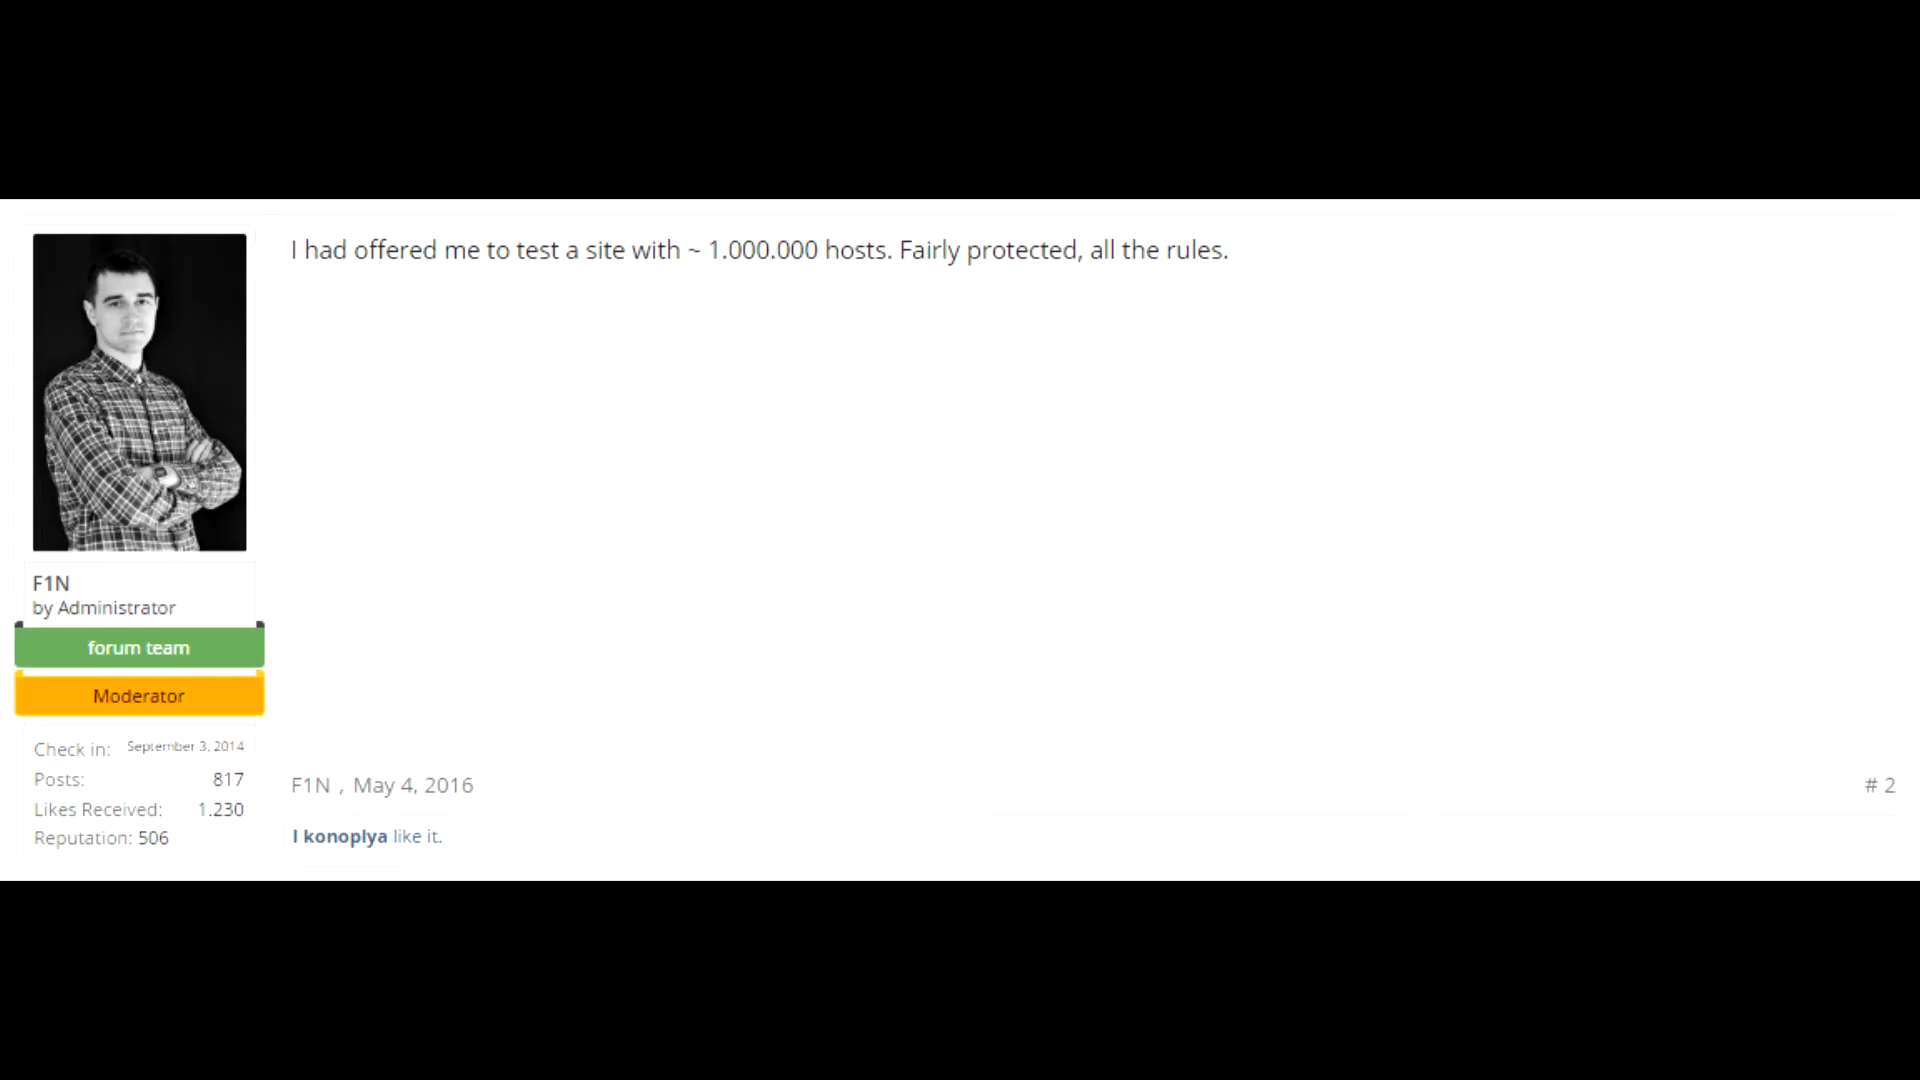 I had offered me to test a site with ~ 1.000.000 hosts. Fairly protected, all the rules.
F1N
by Administrator
forum team
Moderator
Check in: September 3, 2014
Posts: 817
Likes Received: 1.230
Reputation: 506
F1N , May 4, 2016
# 2
I konoplya like it.